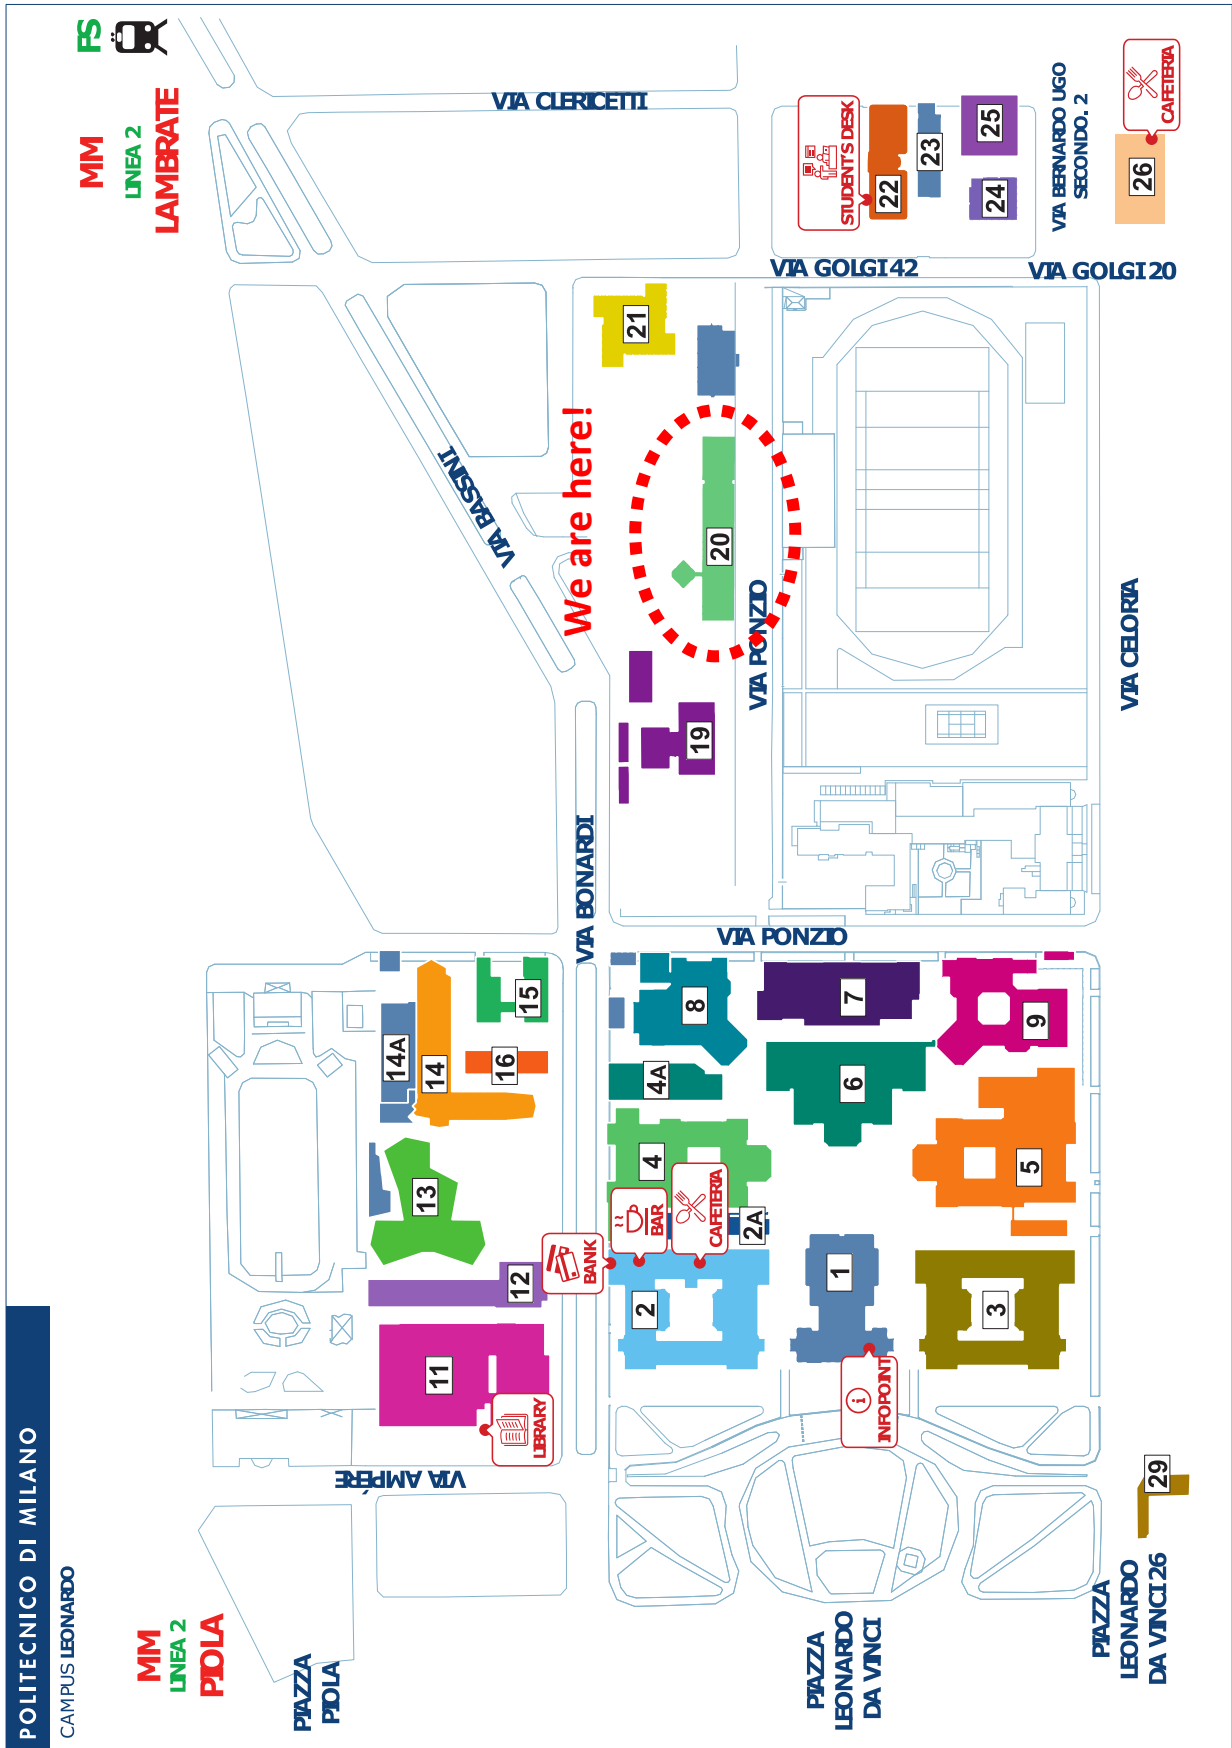 POLITECNICO DI MILANO
CAMPUS LEONARDO
MM
LINEA 2
PIOLA
PIAZZA
PIOLA
VIA AMPÉRE
MM
LINEA 2
LAMBRATE
FS
11
LIBRARY
12
13
14A
14
16
15
BANK
VIA BONARDI
VIA BASSINI
We are here!
VIA CLERICETTI
2
BAR
CAFETERIA
2A
4
4A
8
19
20
21
VIA PONZIO
VIA PONZIO
PIAZZA
LEONARDO
DA VINCI
INFOPOINT
1
6
7
VIA GOLGI 42
STUDENT'S DESK
22
23
24
25
3
5
9
VIA GOLGI 20
VIA BERNARDO UGO
SECONDO, 2
PIAZZA
LEONARDO
DA VINCI 26
29
VIA CELORIA
26
CAFETERIA